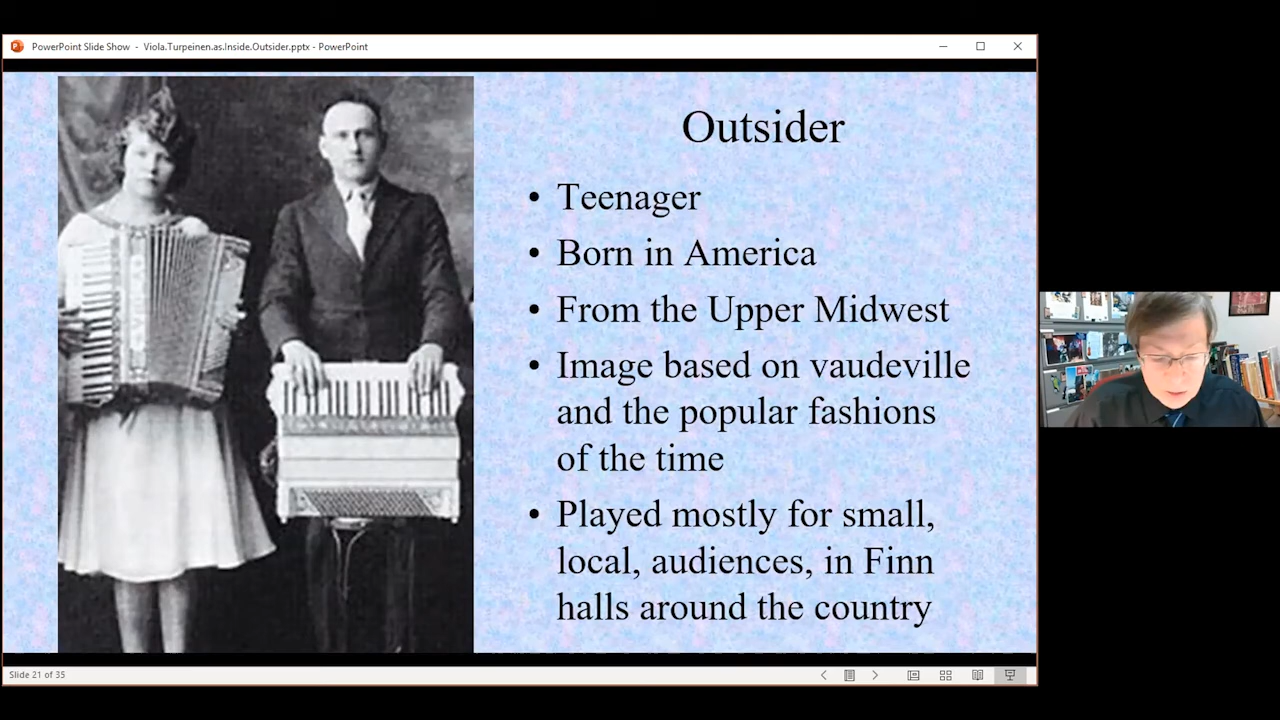 PowerPoint Slide Show - Viola.Turpeinen.as.Inside.Outsider.pptx - PowerPoint
Outsider
• Teenager
• Born in America
• From the Upper Midwest
• Image based on vaudeville
and the popular fashions
of the time
• Played mostly for small,
local, audiences, in Finn
halls around the country
Slide 21 of 35